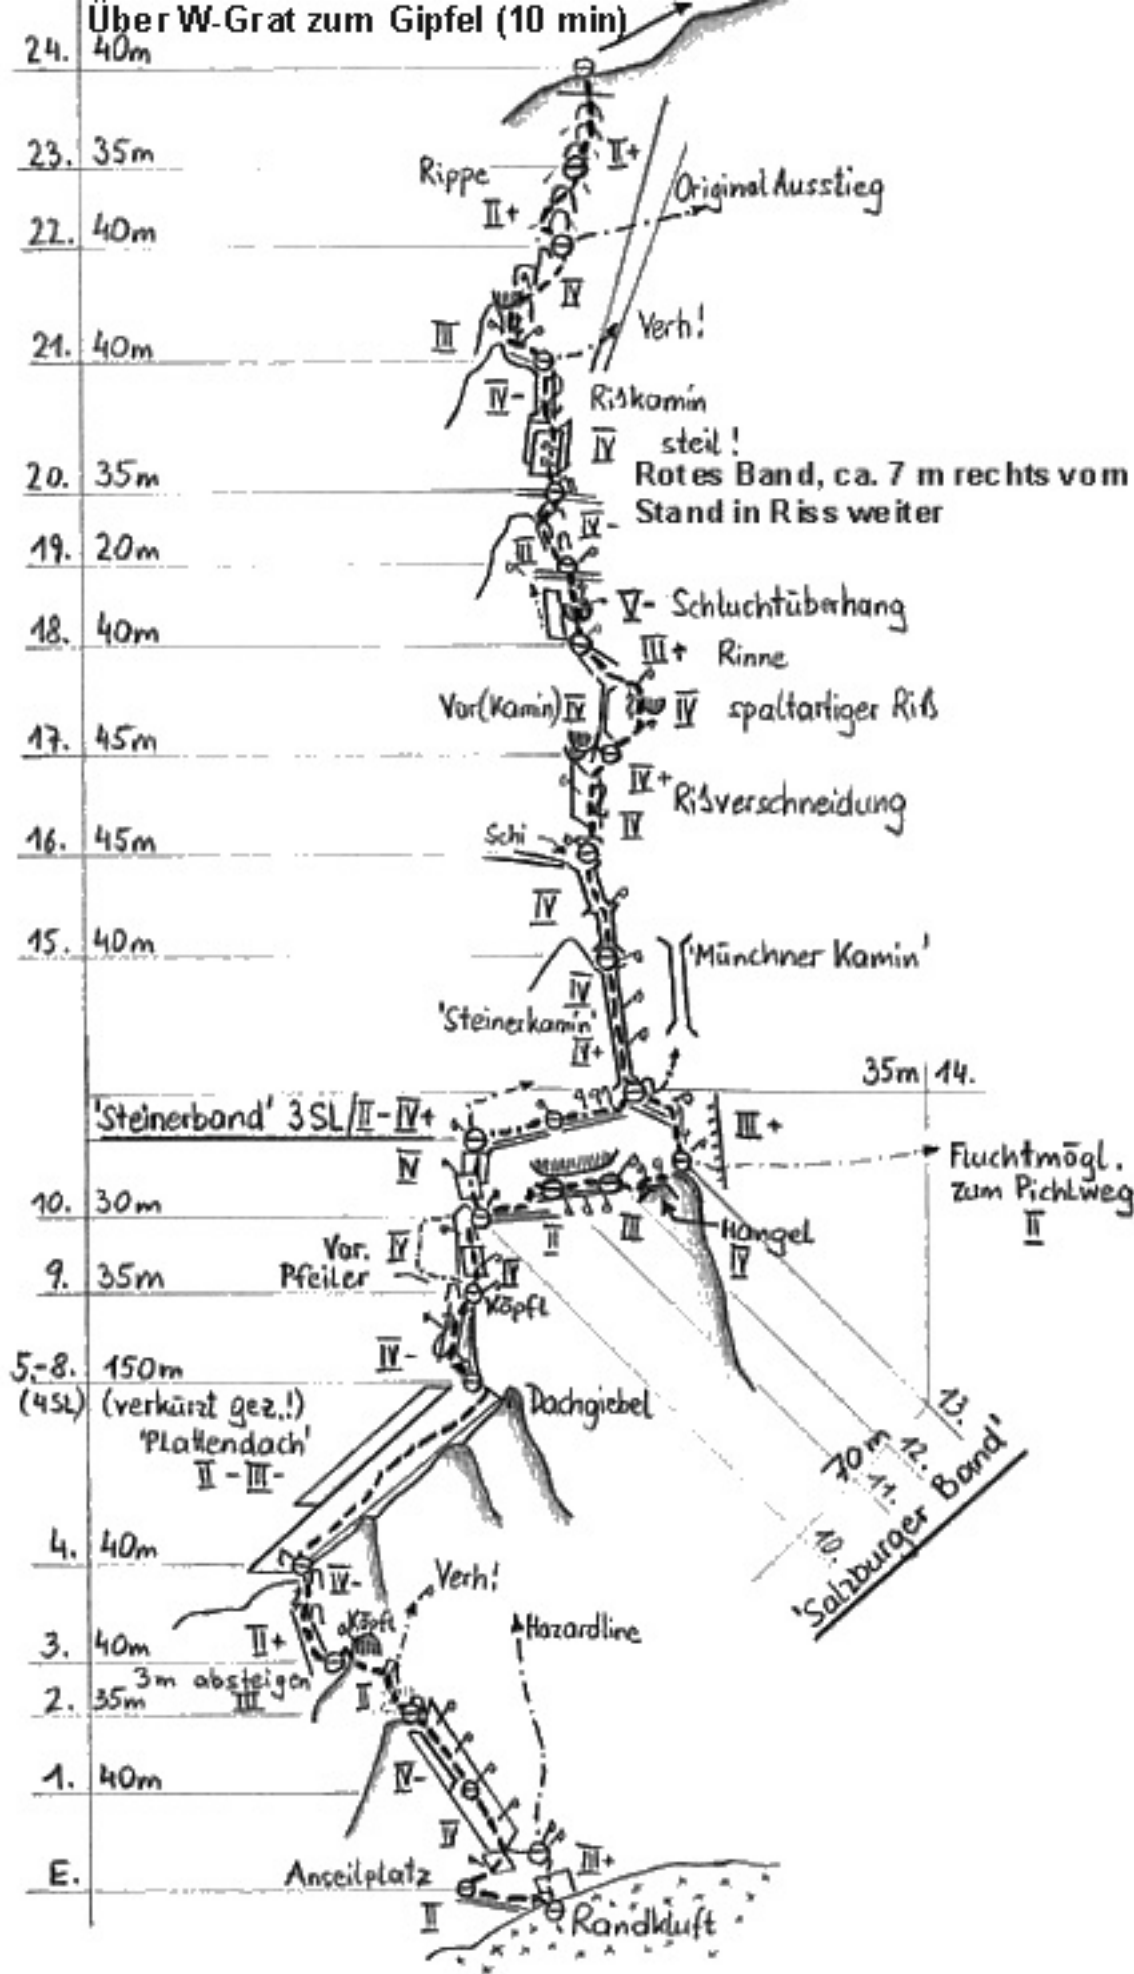 Über W-Grat zum Gipfel (10 min)
24. 40m
23. 35m
Rippe
II+
Original Ausstieg
II+
22. 40m
IV
III
Verh!
21. 40m
IV-
Rißkamin
IV steil!
Rotes Band, ca. 7 m rechts vom
Stand in Riss weiter
20. 35m
IV-
III
19. 20m
V- Schluchtüberhang
18. 40m
III+ Rinne
Var(Kamin) IV
IV spaltartiger Riß
17. 45m
IV+
Rißverschneidung
IV
Schi
16. 45m
IV
15. 40m
'Münchner Kamin'
IV
'Steinerkamin'
IV+
35m 14.
'Steinerband' 3SL/II-IV+
III+
IV
Fluchtmögl.
zum Pichlweg
II
10. 30m
II
III
Hangel
IV
Var. IV
Pfeiler
IV
9. 35m
Köpfl
IV-
5.-8. 150m
(4SL) (verkürzt gez.!)
'Plattendach'
II - III-
Dachgiebel
13.
12.
70m
11.
10.
'Salzburger Band'
4. 40m
IV-
Verh!
Köpfl
Hazardline
II+
3. 40m
3m absteigen
III
II
2. 35m
IV-
1. 40m
IV
III+
E.
Anseilplatz
II
Randkluft